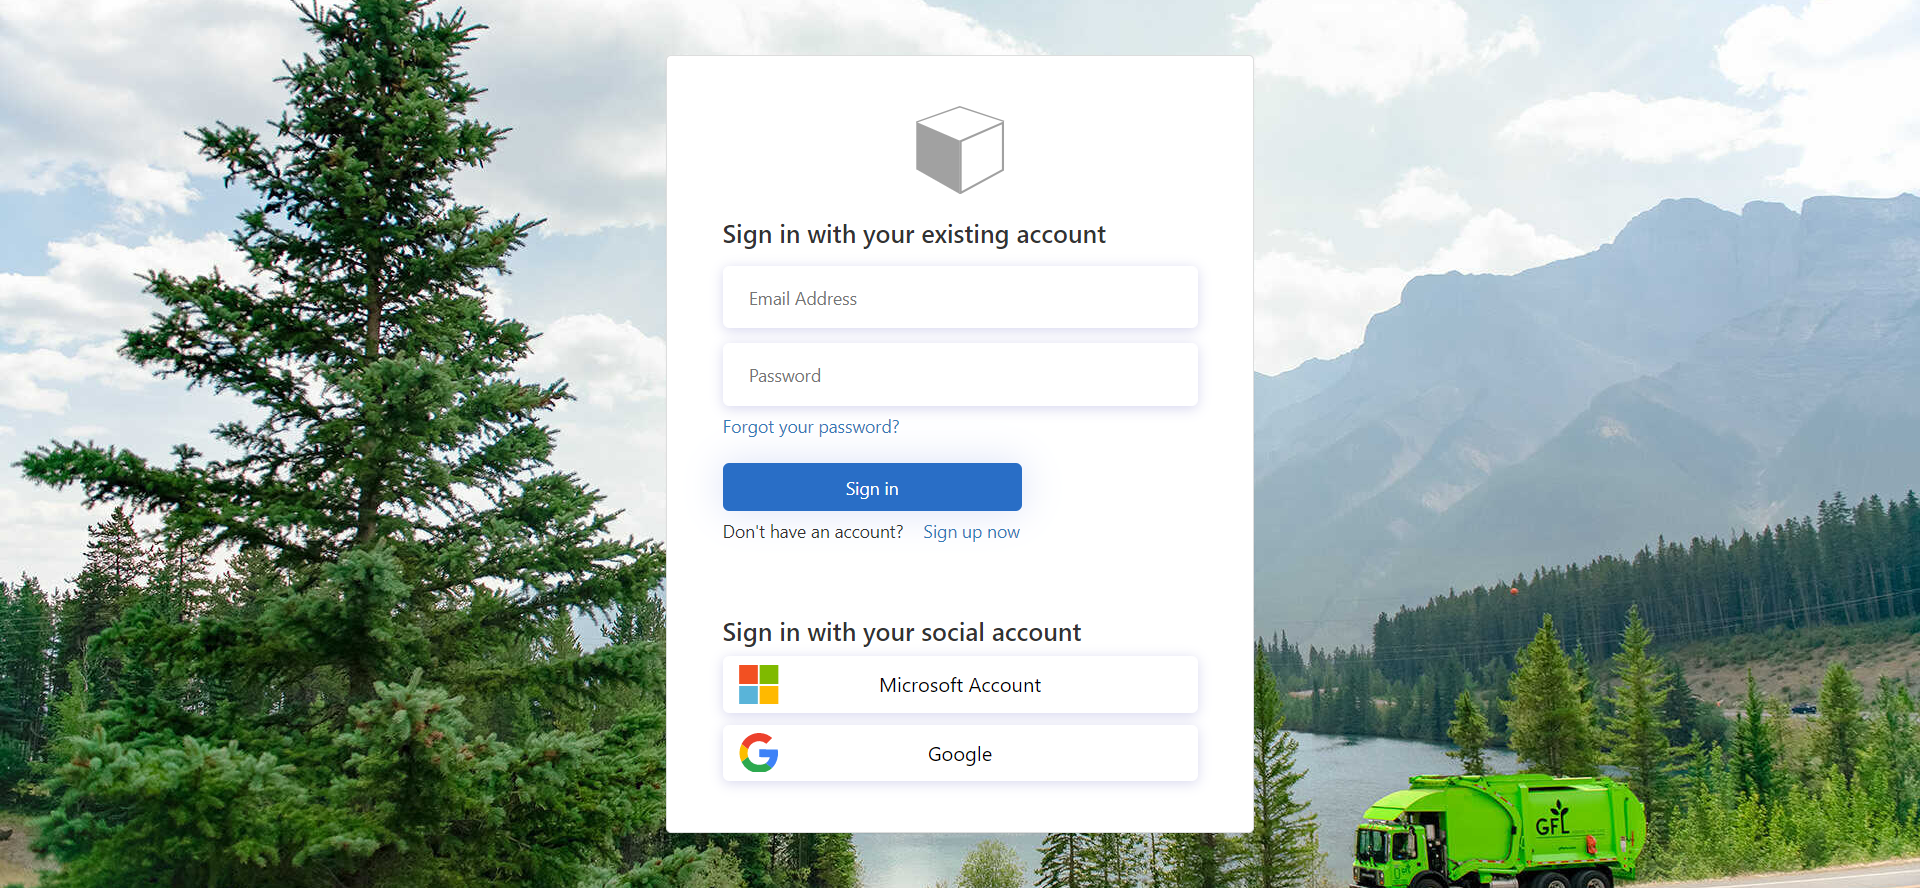 Sign in with your existing account
Email Address
Password
Forgot your password?
Sign in
Don't have an account? Sign up now
Sign in with your social account
Microsoft Account
Google
GFL